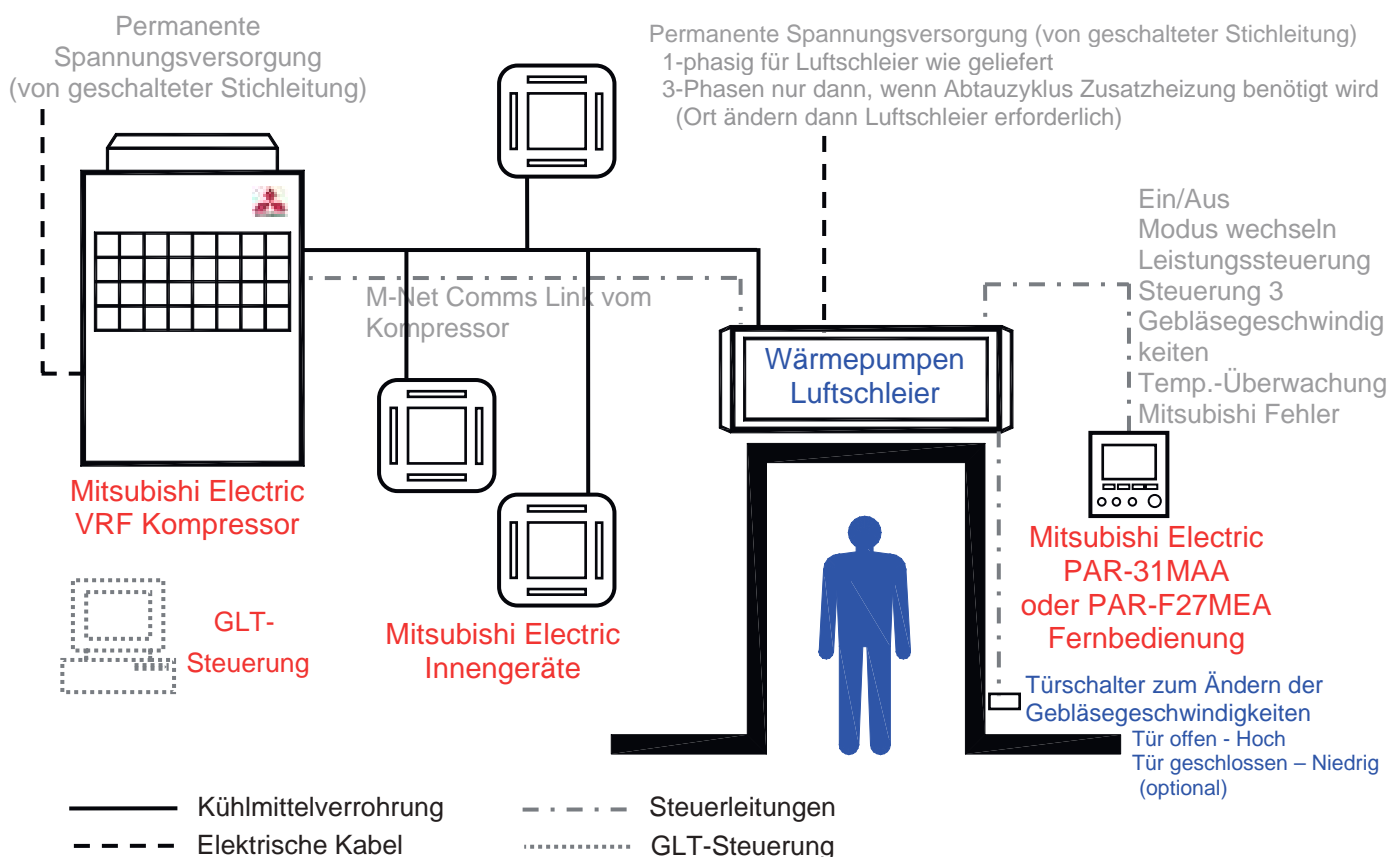 Permanente
Spannungsversorgung
(von geschalteter Stichleitung)
Permanente Spannungsversorgung (von geschalteter Stichleitung)
1-phasig für Luftschleier wie geliefert
3-Phasen nur dann, wenn Abtauzyklus Zusatzheizung benötigt wird
(Ort ändern dann Luftschleier erforderlich)
Ein/Aus
Modus wechseln
Leistungssteuerung
Steuerung 3
Gebläsegeschwindig
keiten
Temp.-Überwachung
Mitsubishi Fehler
M-Net Comms Link vom
Kompressor
Wärmepumpen
Luftschleier
Mitsubishi Electric
VRF Kompressor
GLT-
Steuerung
Mitsubishi Electric
Innengeräte
Mitsubishi Electric
PAR-31MAA
oder PAR-F27MEA
Fernbedienung
Türschalter zum Ändern der
Gebläsegeschwindigkeiten
Tür offen - Hoch
Tür geschlossen – Niedrig
(optional)
Kühlmittelverrohrung
Steuerleitungen
Elektrische Kabel
GLT-Steuerung